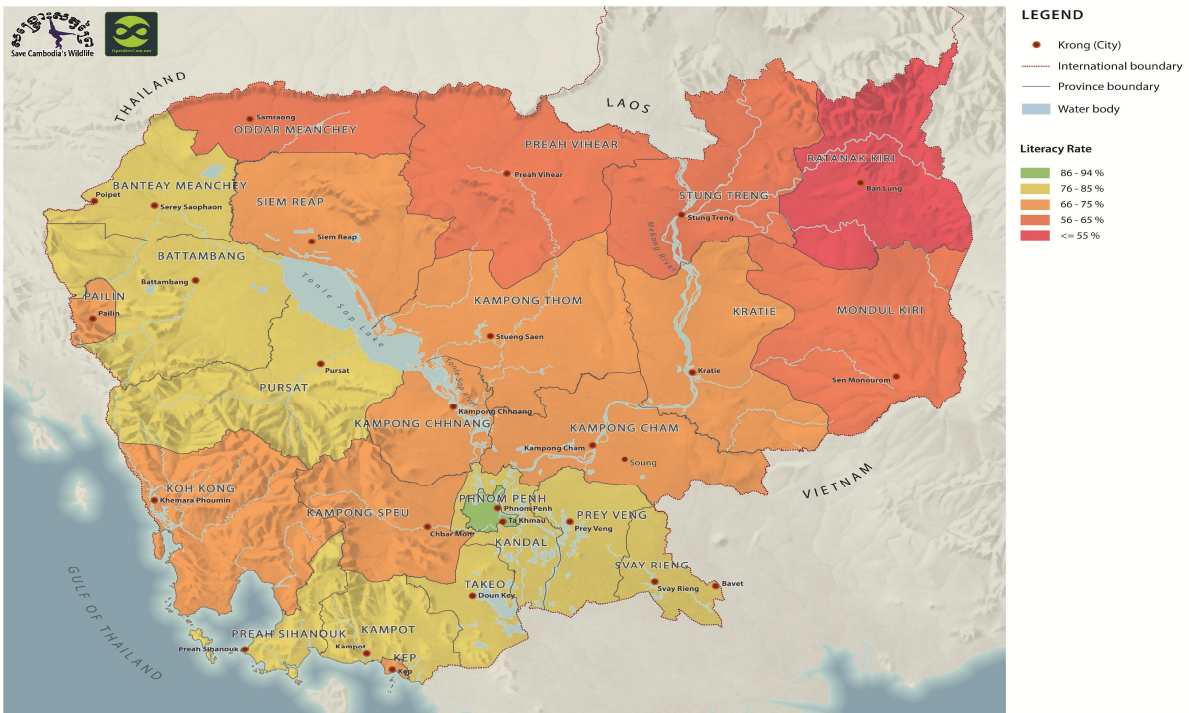 Save Cambodia's Wildlife
OpenDevCam.net
THAILAND
LAOS
VIETNAM
GULF OF THAILAND
Samraong
ODDAR MEANCHEY
PREAH VIHEAR
Preah Vihear
RATANAK KIRI
Ban Lung
STUNG TRENG
Stung Treng
BANTEAY MEANCHEY
Poipet
Serey Saophaon
SIEM REAP
Siem Reap
Mekong River
BATTAMBANG
Battambang
Tonle Sap Lake
PAILIN
Pailin
KAMPONG THOM
Stueng Saen
KRATIE
Kratie
MONDUL KIRI
Sen Monourom
PURSAT
Pursat
KAMPONG CHHNANG
Kampong Chhoang
KAMPONG CHAM
Kampong Cham
Soung
KOH KONG
Khemara Phoumin
KAMPONG SPEU
Chbar Mon
PHNOM PENH
Phnom Penh
Ta Khmau
KANDAL
PREY VENG
Prey Veng
SVAY RIENG
Svay Rieng
Bavet
TAKEO
Doun Key
PREAH SIHANOUK
Preah Sihanouk
KAMPOT
Kampot
KEP
Kep
LEGEND
Krong (City)
International boundary
Province boundary
Water body
Literacy Rate
86 - 94 %
76 - 85 %
66 - 75 %
56 - 65 %
<= 55 %